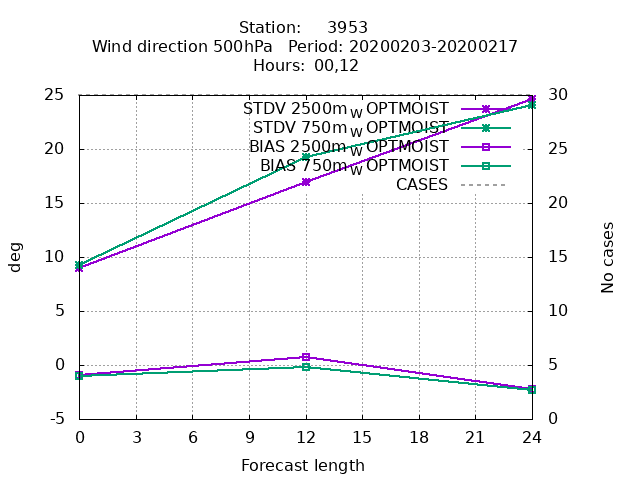 Station: 3953
Wind direction 500hPa Period: 20200203-20200217
Hours: 00,12
25 30
STDV 2500m_W OPTMOIST
STDV 750m_W OPTMOIST
20 BIAS 2500m_W OPTMOIST 25
BIAS 750m_W OPTMOIST
CASES
15 20
deg
10 15
No cases
5 10
0 5
-5 0
0 3 6 9 12 15 18 21 24
Forecast length